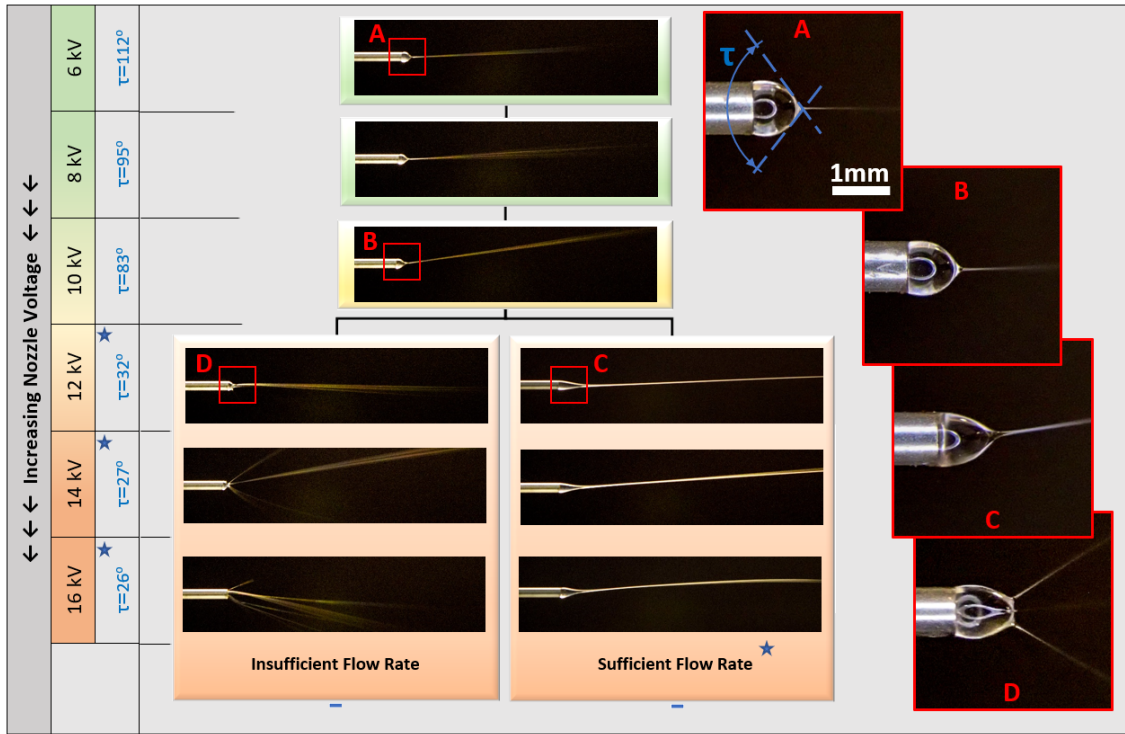 ↓ ↓ ↓ Increasing Nozzle Voltage ↓ ↓ ↓
6 kV
τ=112°
8 kV
τ=95°
10 kV
τ=83°
12 kV
★ τ=32°
14 kV
★ τ=27°
16 kV
★ τ=26°
A
B
D
C
Insufficient Flow Rate
Sufficient Flow Rate ★
A
τ
1mm
B
C
D